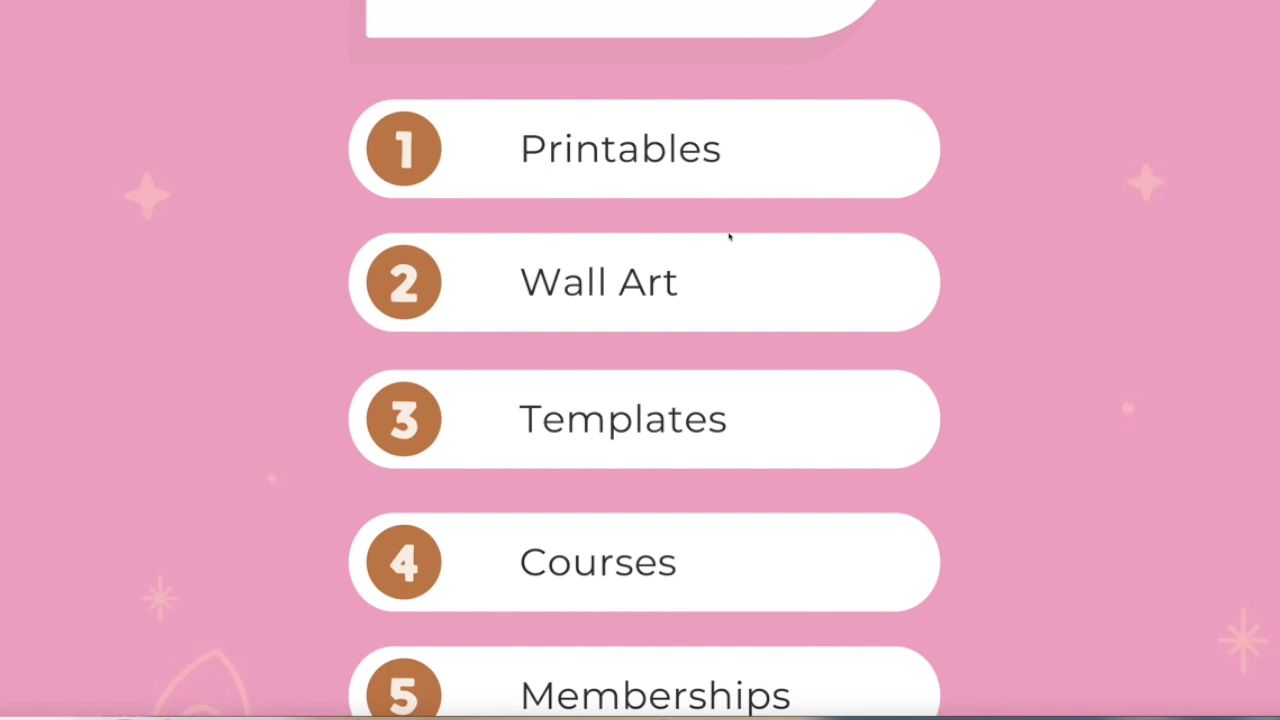 1 Printables
2 Wall Art
3 Templates
4 Courses
5 Memberships